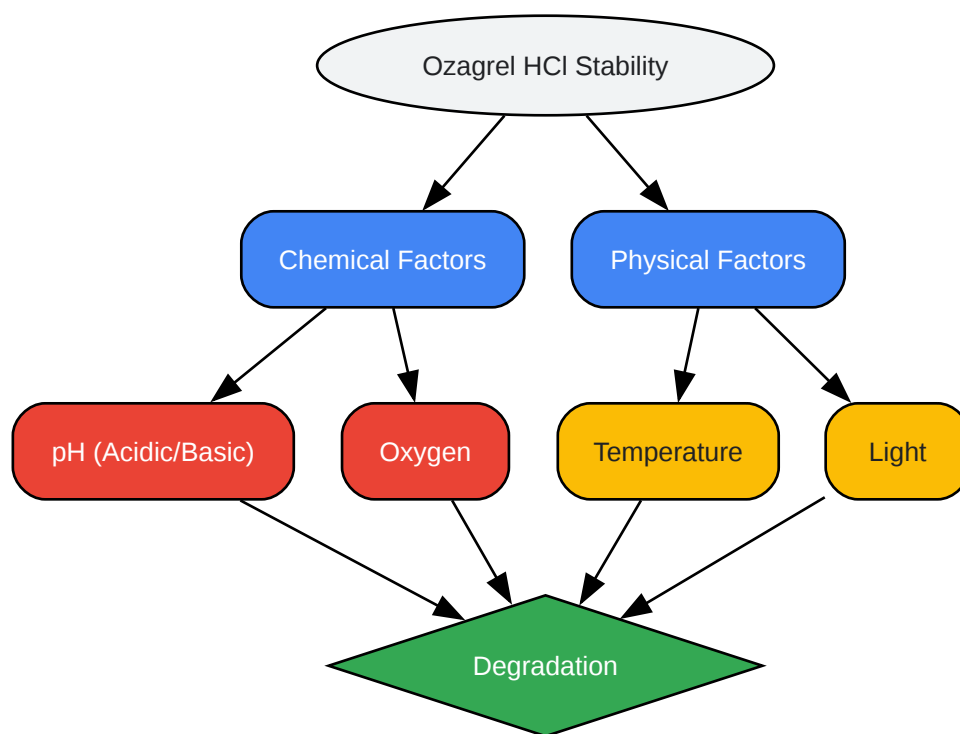 Ozagrel HCl Stability
Chemical Factors
Physical Factors
pH (Acidic/Basic)
Oxygen
Temperature
Light
Degradation